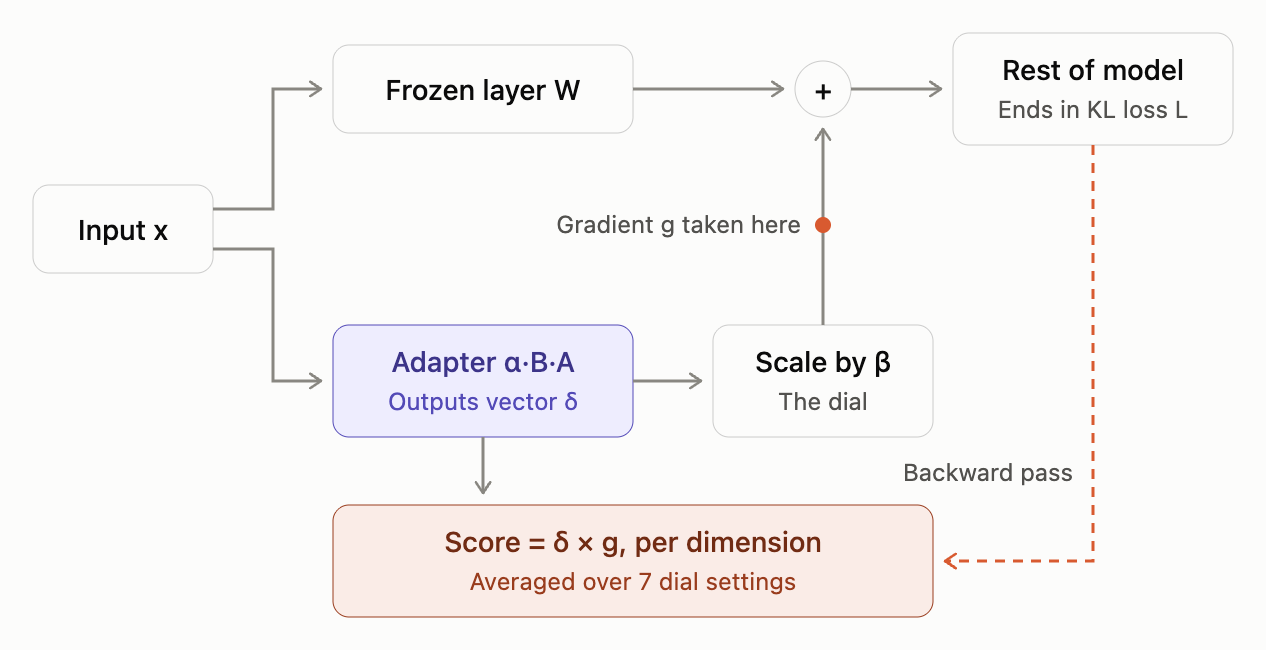 Frozen layer W
+
Rest of model
Ends in KL loss L
Input x
Gradient g taken here
Adapter α·B·A
Outputs vector δ
Scale by β
The dial
Backward pass
Score = δ × g, per dimension
Averaged over 7 dial settings